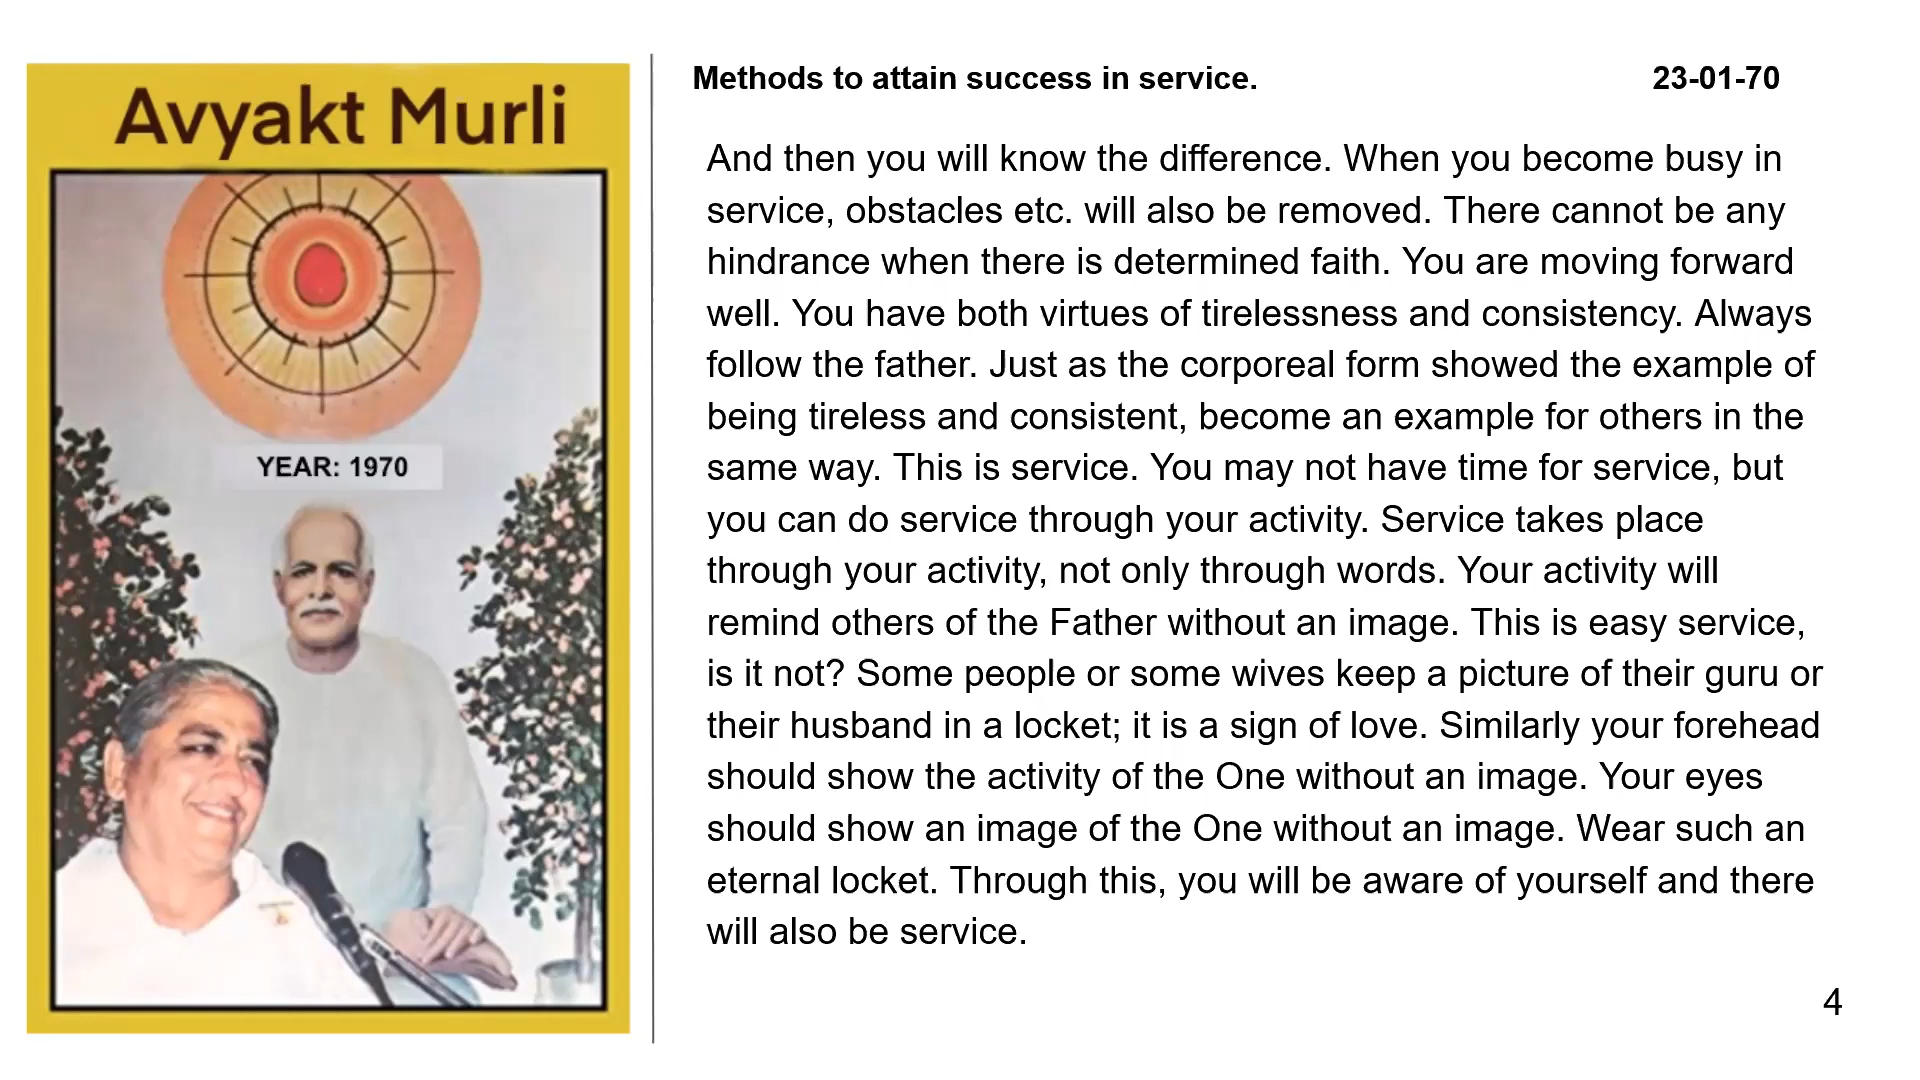 Avyakt Murli
YEAR: 1970
Methods to attain success in service. 23-01-70
And then you will know the difference. When you become busy in
service, obstacles etc. will also be removed. There cannot be any
hindrance when there is determined faith. You are moving forward
well. You have both virtues of tirelessness and consistency. Always
follow the father. Just as the corporeal form showed the example of
being tireless and consistent, become an example for others in the
same way. This is service. You may not have time for service, but
you can do service through your activity. Service takes place
through your activity, not only through words. Your activity will
remind others of the Father without an image. This is easy service,
is it not? Some people or some wives keep a picture of their guru or
their husband in a locket; it is a sign of love. Similarly your forehead
should show the activity of the One without an image. Your eyes
should show an image of the One without an image. Wear such an
eternal locket. Through this, you will be aware of yourself and there
will also be service.
4